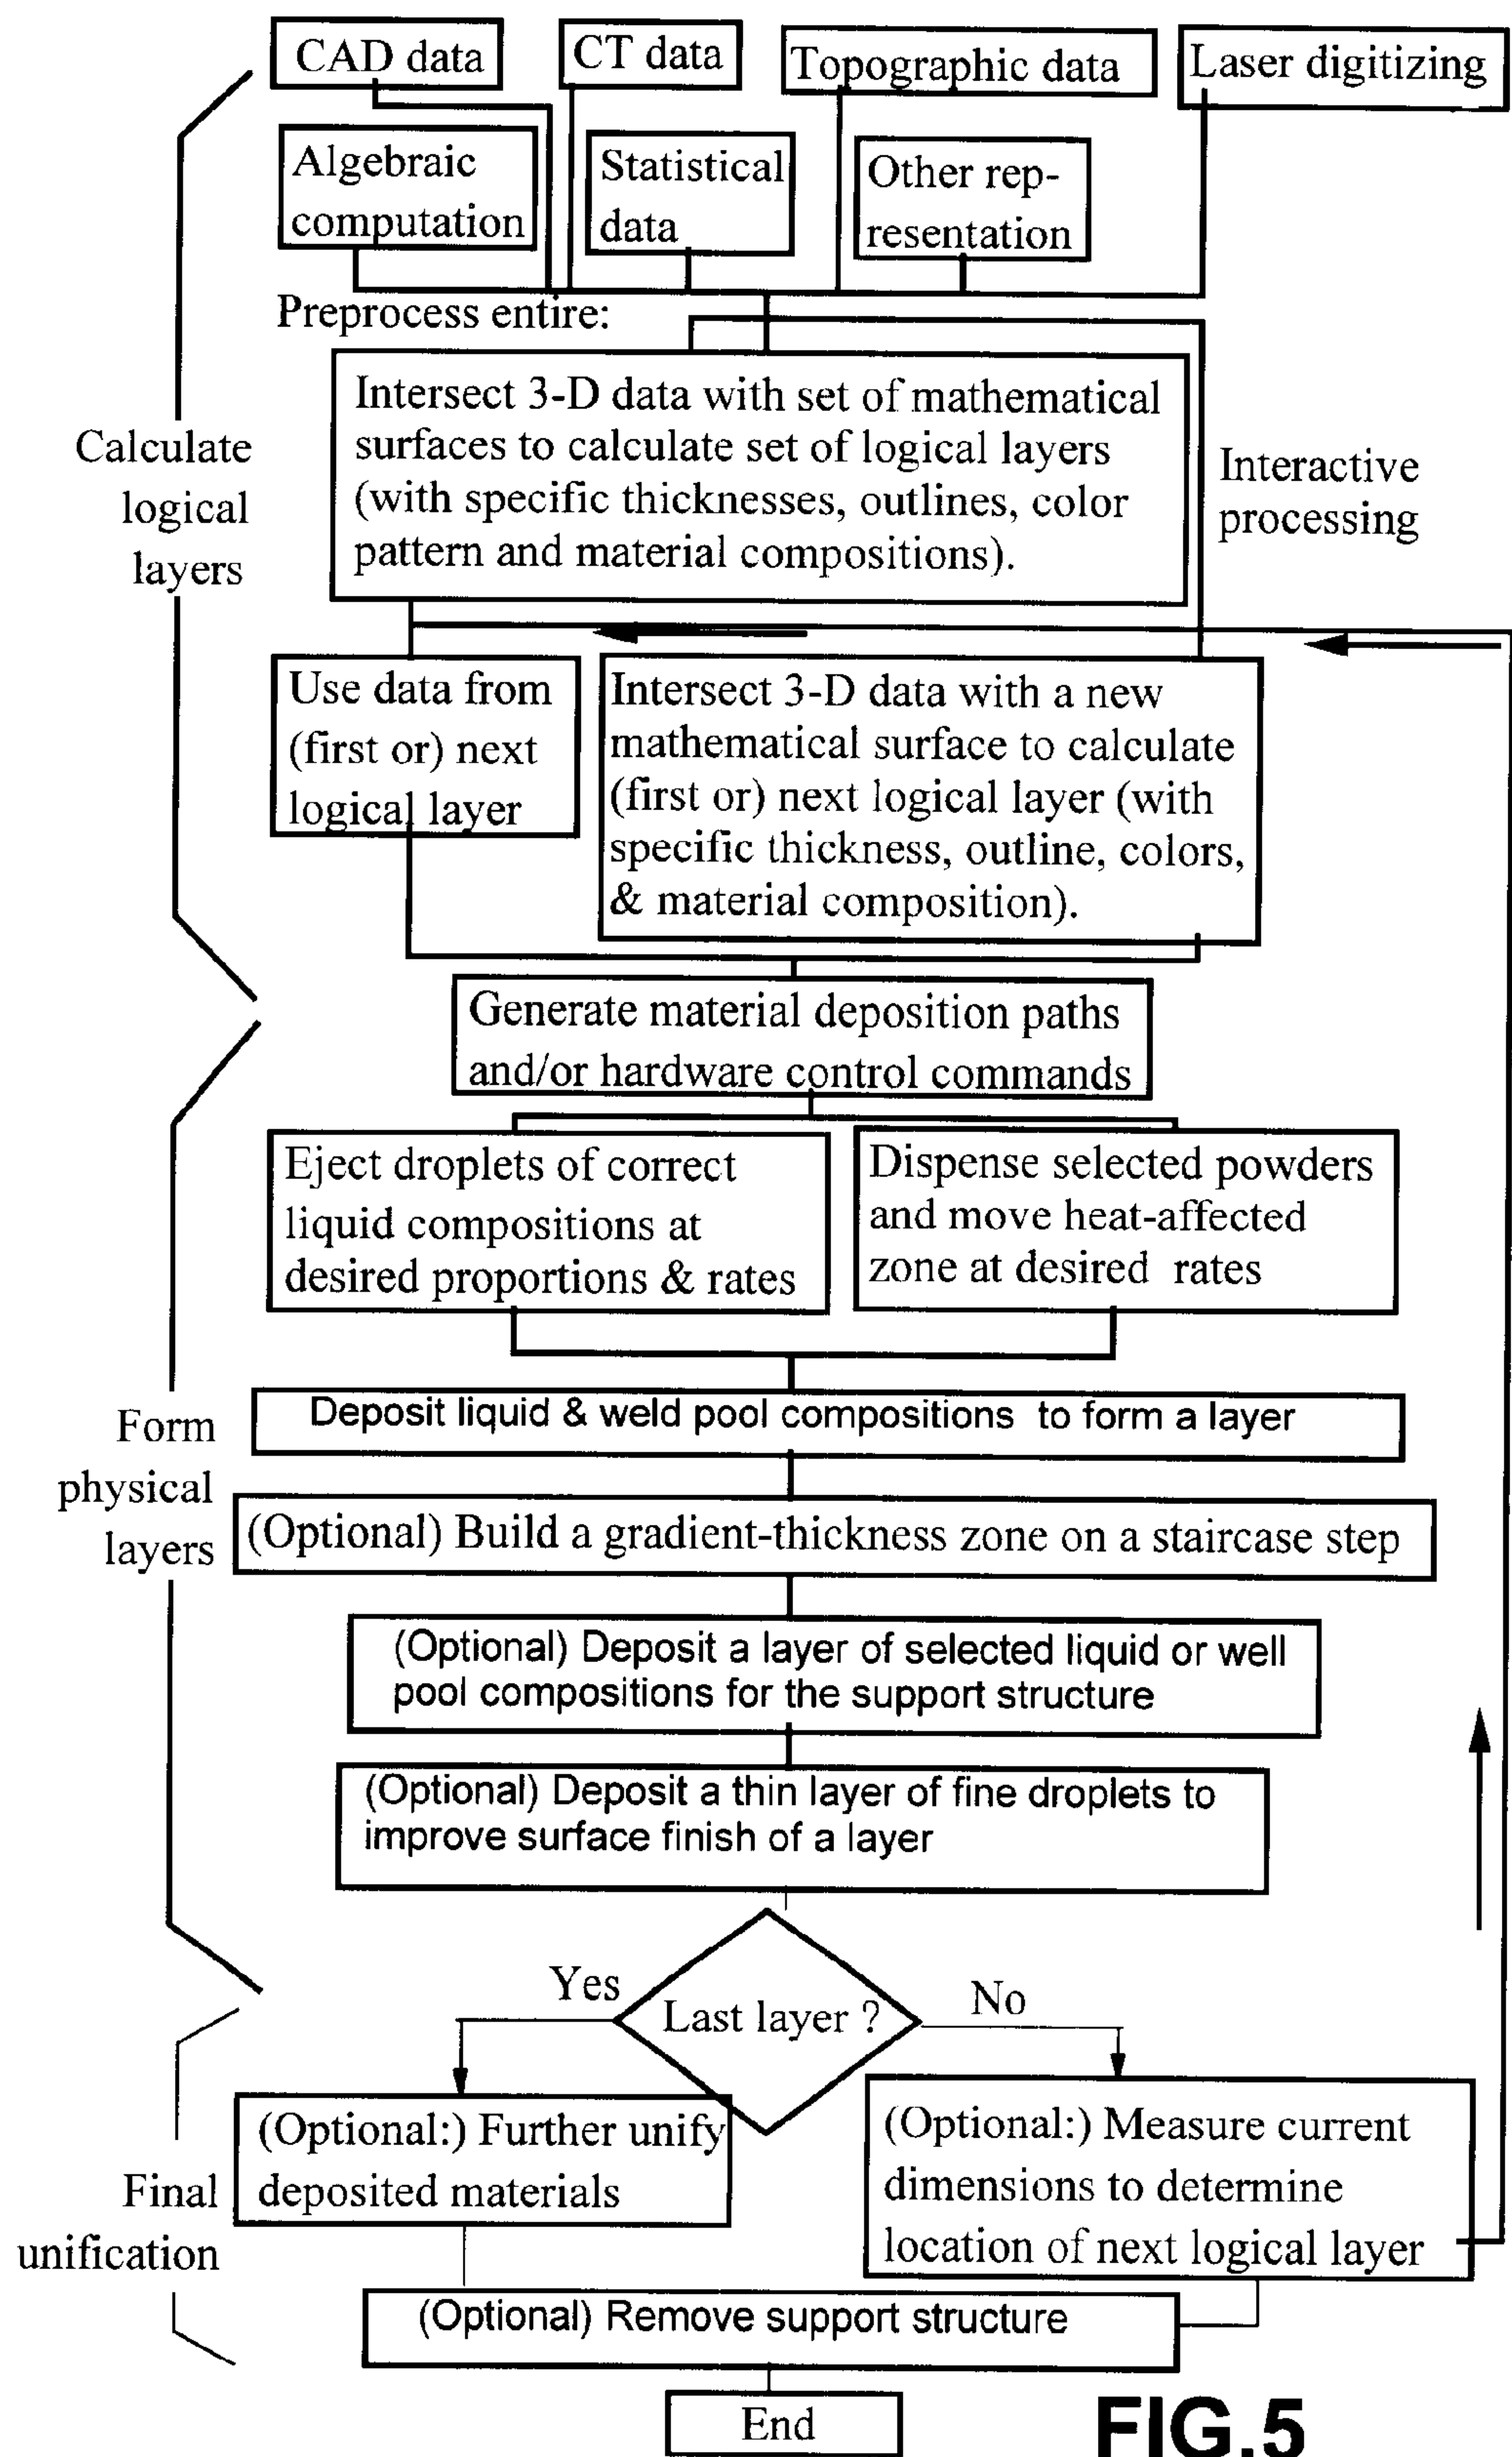 CAD data
CT data
Topographic data
Laser digitizing
Algebraic
computation
Statistical
data
Other rep-
resentation
Preprocess entire:
Intersect 3-D data with set of mathematical
surfaces to calculate set of logical layers
(with specific thicknesses, outlines, color
pattern and material compositions).
Interactive
processing
Calculate
logical
layers
Use data from
(first or) next
logical layer
Intersect 3-D data with a new
mathematical surface to calculate
(first or) next logical layer (with
specific thickness, outline, colors,
& material composition).
Generate material deposition paths
and/or hardware control commands
Eject droplets of correct
liquid compositions at
desired proportions & rates
Dispense selected powders
and move heat-affected
zone at desired rates
Deposit liquid & weld pool compositions to form a layer
Form
physical
layers
(Optional) Build a gradient-thickness zone on a staircase step
(Optional) Deposit a layer of selected liquid or well
pool compositions for the support structure
(Optional) Deposit a thin layer of fine droplets to
improve surface finish of a layer
Yes
Last layer ?
No
(Optional:) Further unify
deposited materials
(Optional:) Measure current
dimensions to determine
location of next logical layer
Final
unification
(Optional) Remove support structure
End
FIG.5